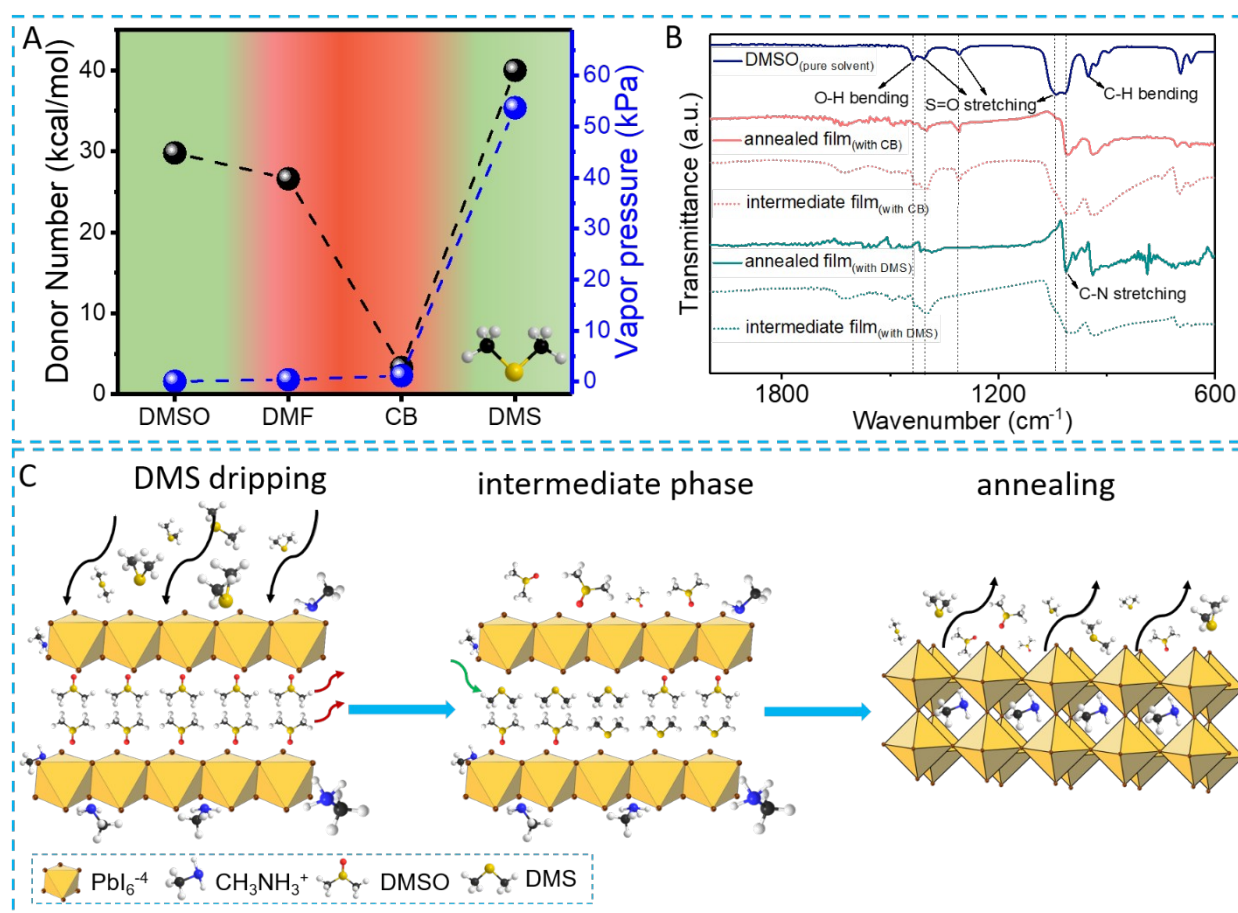 A
Donor Number (kcal/mol)
40
30
20
10
0
DMSO
DMF
CB
DMS
60
50
40
30
20
10
0
Vapor pressure (kPa)
B
Transmittance (a.u.)
DMSO(pure solvent)
O-H bending
S=O stretching
C-H bending
annealed film(with CB)
intermediate film(with CB)
annealed film(with DMS)
C-N stretching
intermediate film(with DMS)
1800
1200
600
Wavenumber (cm⁻¹)
C
DMS dripping
intermediate phase
annealing
PbI₆⁻⁴
CH₃NH₃⁺
DMSO
DMS